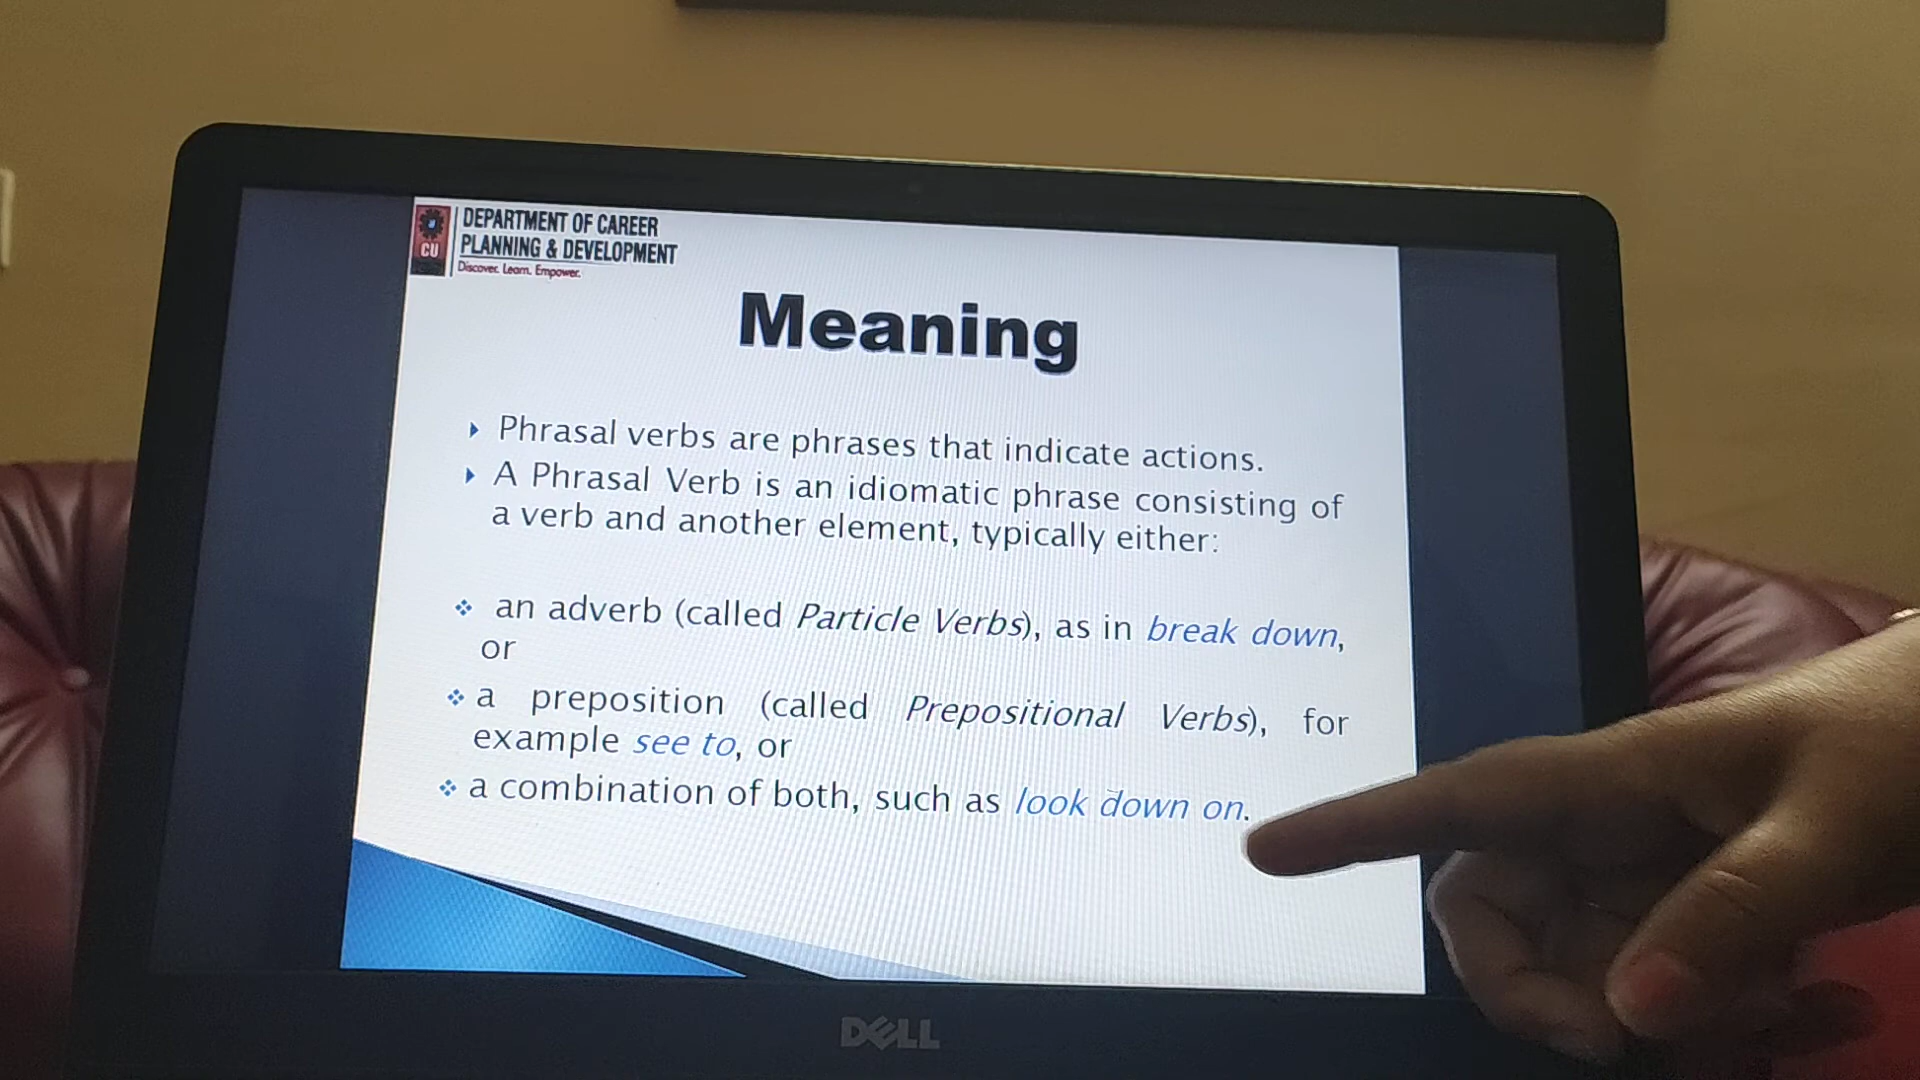 DEPARTMENT OF CAREER
PLANNING & DEVELOPMENT
CU
Discover. Learn. Empower.
Meaning
Phrasal verbs are phrases that indicate actions.
A Phrasal Verb is an idiomatic phrase consisting of
a verb and another element, typically either:
an adverb (called Particle Verbs), as in break down,
or
a preposition (called Prepositional Verbs), for
example see to, or
a combination of both, such as look down on.
DELL